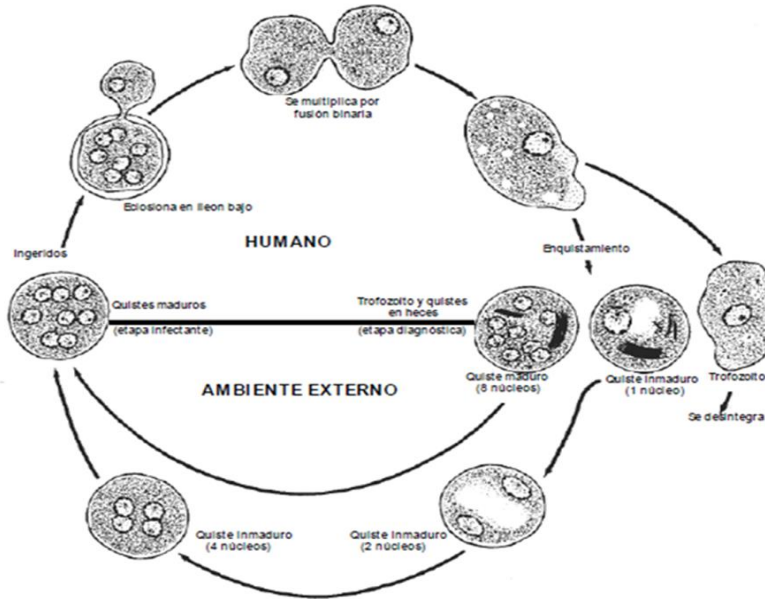 Se multiplica por
fusión binaria
Eclosiona en ileon bajo
HUMANO
Ingeridos
Enquistamiento
Quistes maduros
(etapa infectante)
Trofozoito y quistes
en heces
(etapa diagnóstica)
AMBIENTE EXTERNO
Quiste maduro
(8 núcleos)
Quiste inmaduro
(1 núcleo)
Trofozoito
Se desintegra
Quiste inmaduro
(4 núcleos)
Quiste inmaduro
(2 núcleos)